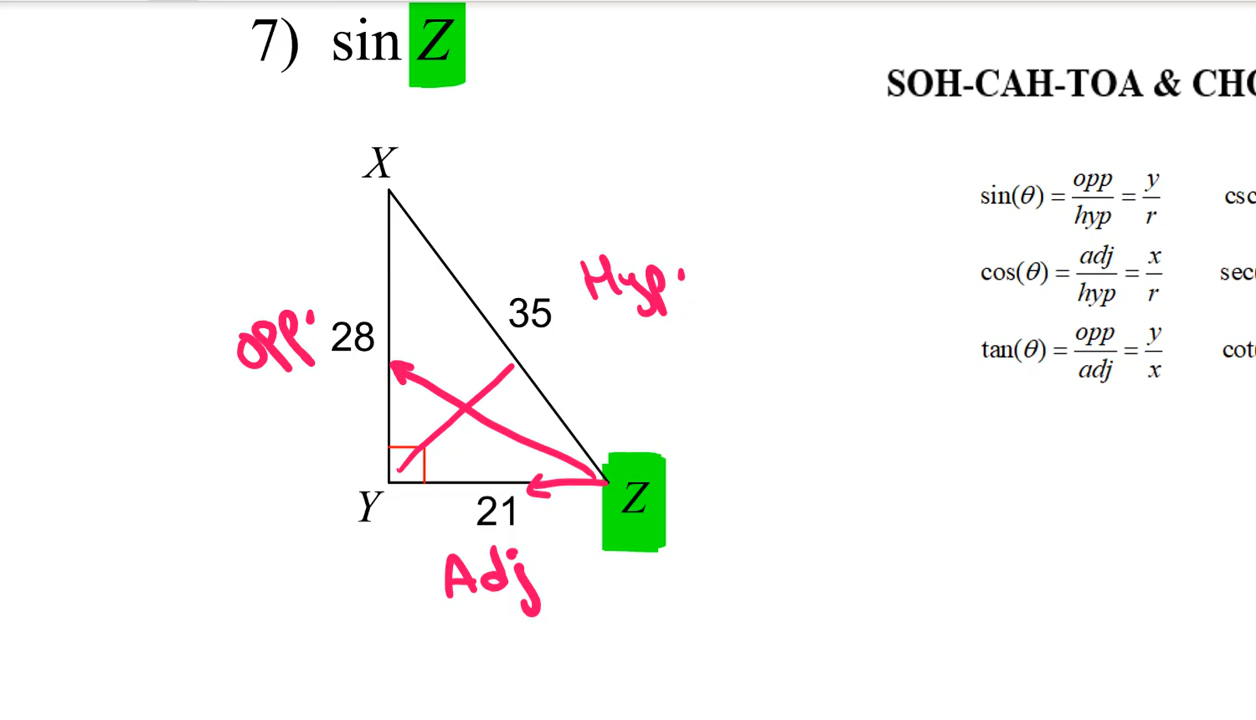 7) sin Z
SOH-CAH-TOA & CHO
X
sin(θ) = opp/hyp = y/r csc
cos(θ) = adj/hyp = x/r sec(
tan(θ) = opp/adj = y/x cot(
Hyp.
35
opp. 28
Y
Z
21
Adj